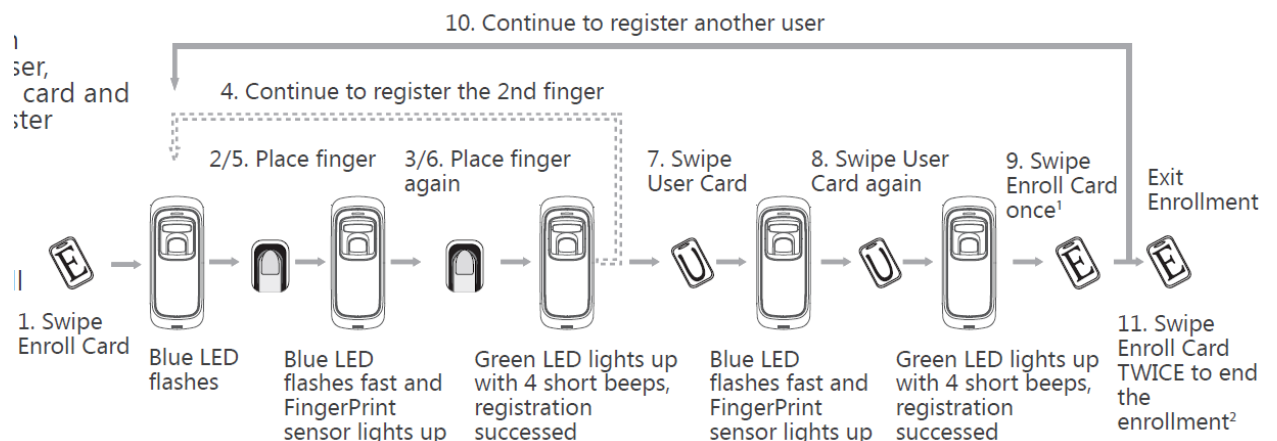 10. Continue to register another user
ser,
card and
ster
4. Continue to register the 2nd finger
2/5. Place finger
3/6. Place finger
again
7. Swipe
User Card
8. Swipe User
Card again
9. Swipe
Enroll Card
once¹
Exit
Enrollment
E
U
U
E
E
ll
1. Swipe
Enroll Card
Blue LED
flashes
Blue LED
flashes fast and
FingerPrint
sensor lights up
Green LED lights up
with 4 short beeps,
registration
successed
Blue LED
flashes fast and
FingerPrint
sensor lights up
Green LED lights up
with 4 short beeps,
registration
successed
11. Swipe
Enroll Card
TWICE to end
the
enrollment²